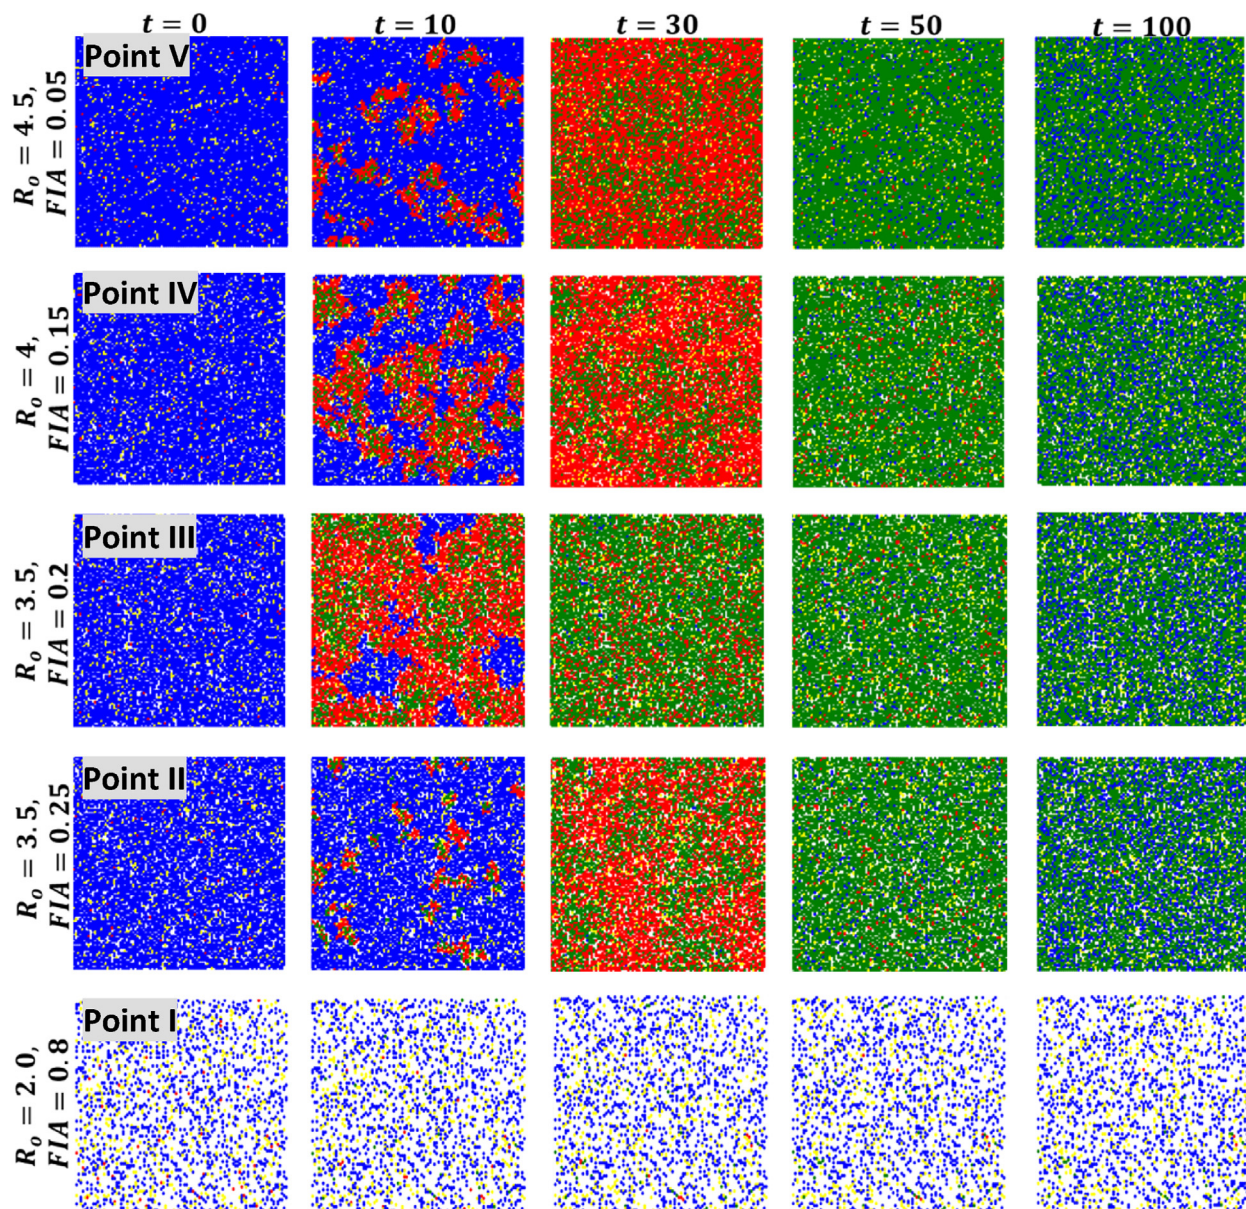 t = 0
t = 10
t = 30
t = 50
t = 100
Point V
R_o = 4.5,
FIA = 0.05
Point IV
R_o = 4,
FIA = 0.15
Point III
R_o = 3.5,
FIA = 0.2
Point II
R_o = 3.5,
FIA = 0.25
Point I
R_o = 2.0,
FIA = 0.8